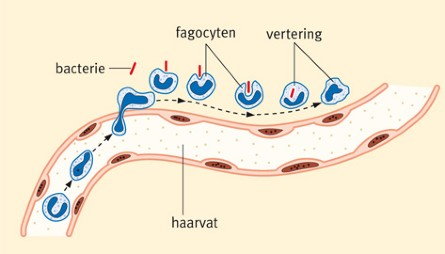 fagocyten
vertering
bacterie
haarvat